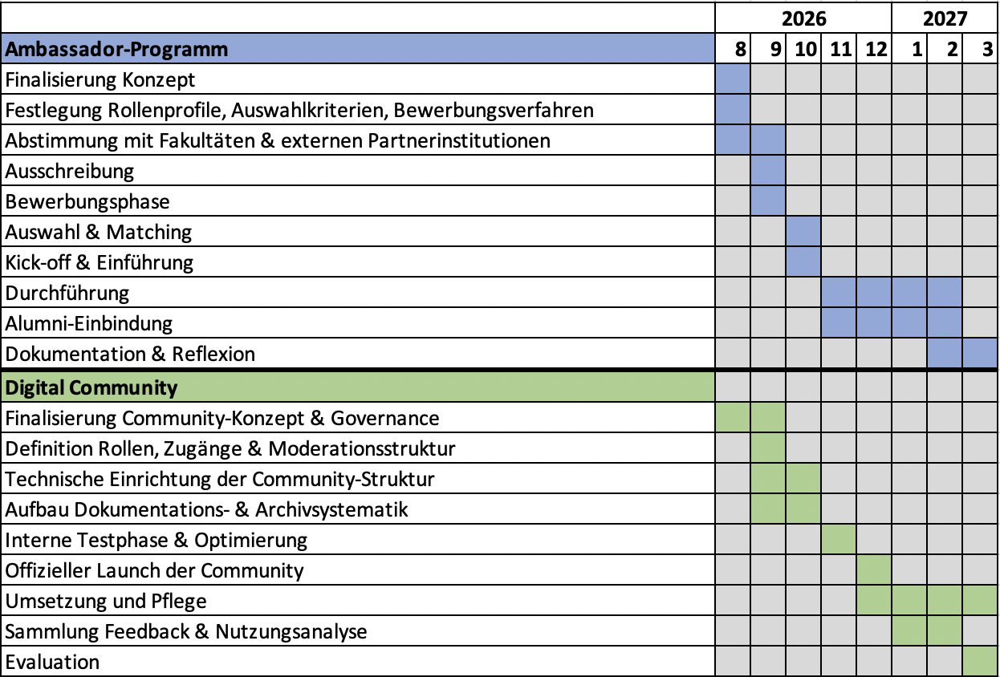 2026 2027
Ambassador-Programm 8 9 10 11 12 1 2 3
Finalisierung Konzept
Festlegung Rollenprofile, Auswahlkriterien, Bewerbungsverfahren
Abstimmung mit Fakultäten & externen Partnerinstitutionen
Ausschreibung
Bewerbungsphase
Auswahl & Matching
Kick-off & Einführung
Durchführung
Alumni-Einbindung
Dokumentation & Reflexion
Digital Community
Finalisierung Community-Konzept & Governance
Definition Rollen, Zugänge & Moderationsstruktur
Technische Einrichtung der Community-Struktur
Aufbau Dokumentations- & Archivsystematik
Interne Testphase & Optimierung
Offizieller Launch der Community
Umsetzung und Pflege
Sammlung Feedback & Nutzungsanalyse
Evaluation